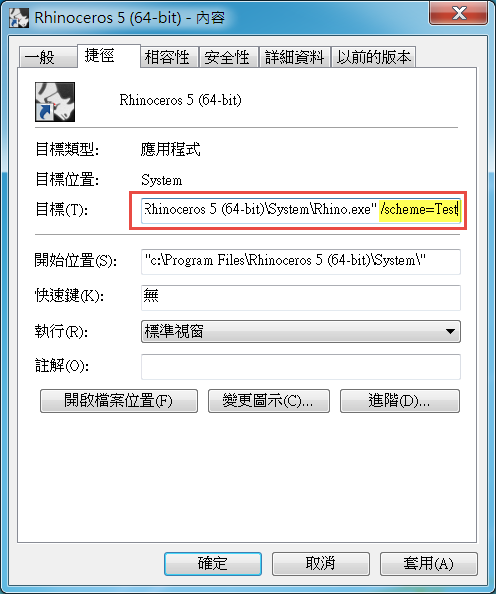 Rhinoceros 5 (64-bit) - 內容
一般 捷徑 相容性 安全性 詳細資料 以前的版本
Rhinoceros 5 (64-bit)
目標類型: 應用程式
目標位置: System
目標(T): Rhinoceros 5 (64-bit)\System\Rhino.exe" /scheme=Test
開始位置(S): "c:\Program Files\Rhinoceros 5 (64-bit)\System\"
快速鍵(K): 無
執行(R): 標準視窗
註解(O):
開啟檔案位置(F) 變更圖示(C)... 進階(D)...
確定 取消 套用(A)